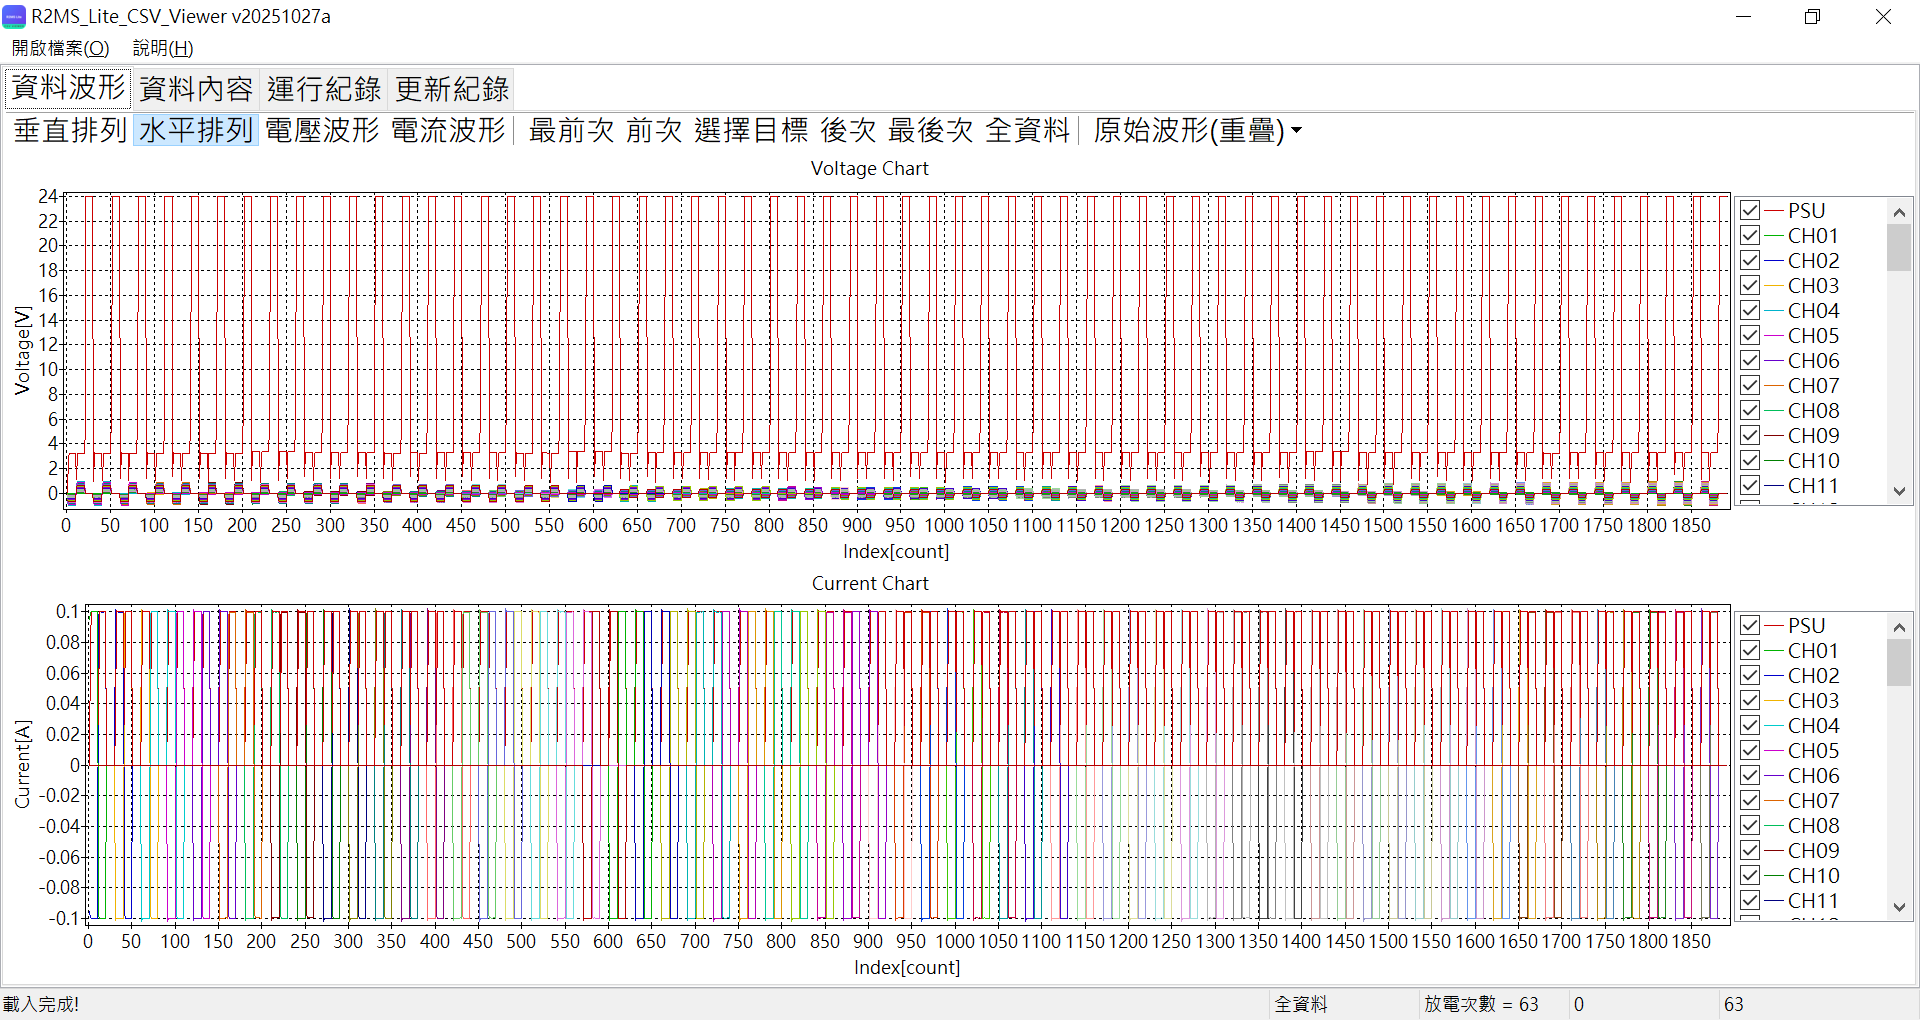 R2MS_Lite_CSV_Viewer v20251027a
開啟檔案(O) 說明(H)
資料波形 資料內容 運行紀錄 更新紀錄
垂直排列 水平排列 電壓波形 電流波形 最前次 前次 選擇目標 後次 最後次 全資料 原始波形(重疊)
Voltage Chart
Voltage[V]
24
22
20
18
16
14
12
10
8
6
4
2
0
0 50 100 150 200 250 300 350 400 450 500 550 600 650 700 750 800 850 900 950 1000 1050 1100 1150 1200 1250 1300 1350 1400 1450 1500 1550 1600 1650 1700 1750 1800 1850
Index[count]
PSU
CH01
CH02
CH03
CH04
CH05
CH06
CH07
CH08
CH09
CH10
CH11
Current Chart
Current[A]
0.1
0.08
0.06
0.04
0.02
0
-0.02
-0.04
-0.06
-0.08
-0.1
0 50 100 150 200 250 300 350 400 450 500 550 600 650 700 750 800 850 900 950 1000 1050 1100 1150 1200 1250 1300 1350 1400 1450 1500 1550 1600 1650 1700 1750 1800 1850
Index[count]
PSU
CH01
CH02
CH03
CH04
CH05
CH06
CH07
CH08
CH09
CH10
CH11
載入完成! 全資料 放電次數 = 63 0 63